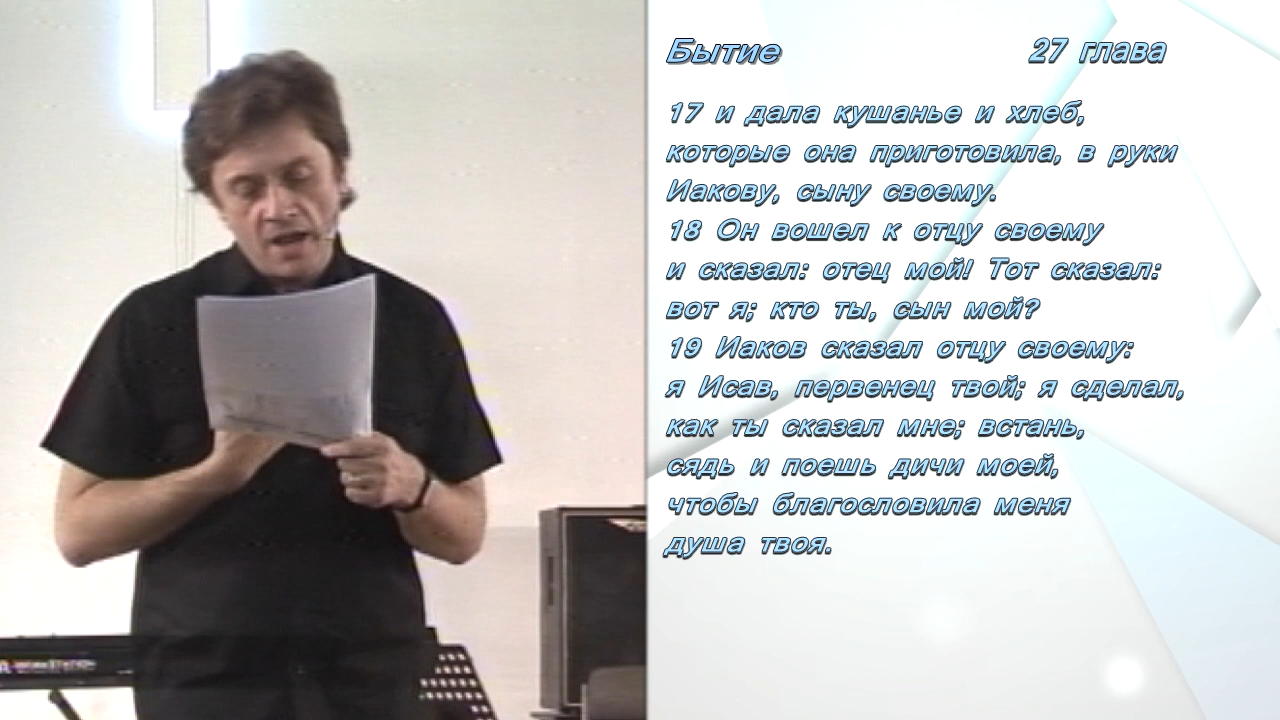 Бытие 27 глава
17 и дала кушанье и хлеб,
которые она приготовила, в руки
Иакову, сыну своему.
18 Он вошел к отцу своему
и сказал: отец мой! Тот сказал:
вот я; кто ты, сын мой?
19 Иаков сказал отцу своему:
я Исав, первенец твой; я сделал,
как ты сказал мне; встань,
сядь и поешь дичи моей,
чтобы благословила меня
душа твоя.